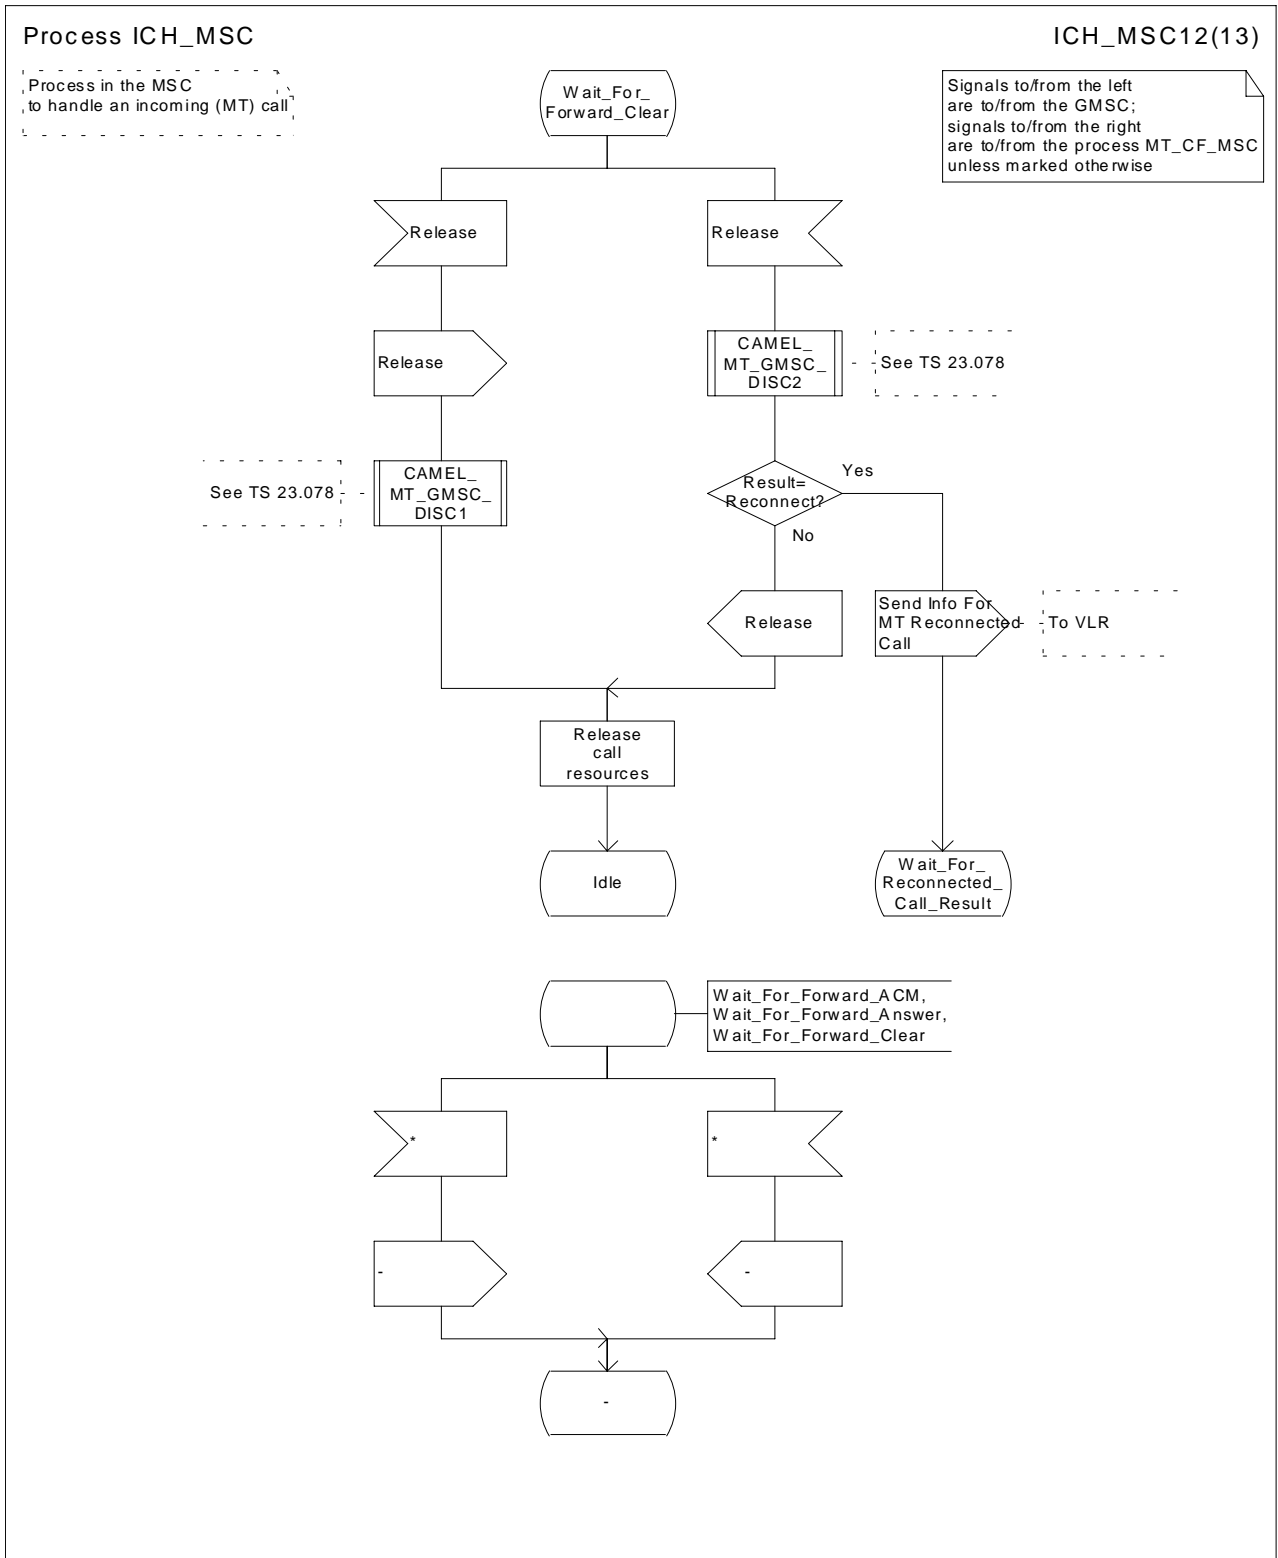 Process ICH_MSC
ICH_MSC12(13)
Process in the MSC
to handle an incoming (MT) call
Signals to/from the left
are to/from the GMSC;
signals to/from the right
are to/from the process MT_CF_MSC
unless marked otherwise
Wait_For_
Forward_Clear
Release
Release
Release
CAMEL_
MT_GMSC_
DISC2
See TS 23.078
See TS 23.078
CAMEL_
MT_GMSC_
DISC1
Result=
Reconnect?
Yes
No
Release
Send Info For
MT Reconnected
Call
To VLR
Release
call
resources
Idle
Wait_For_
Reconnected_
Call_Result
Wait_For_Forward_ACM,
Wait_For_Forward_Answer,
Wait_For_Forward_Clear
*
*
-
-
-